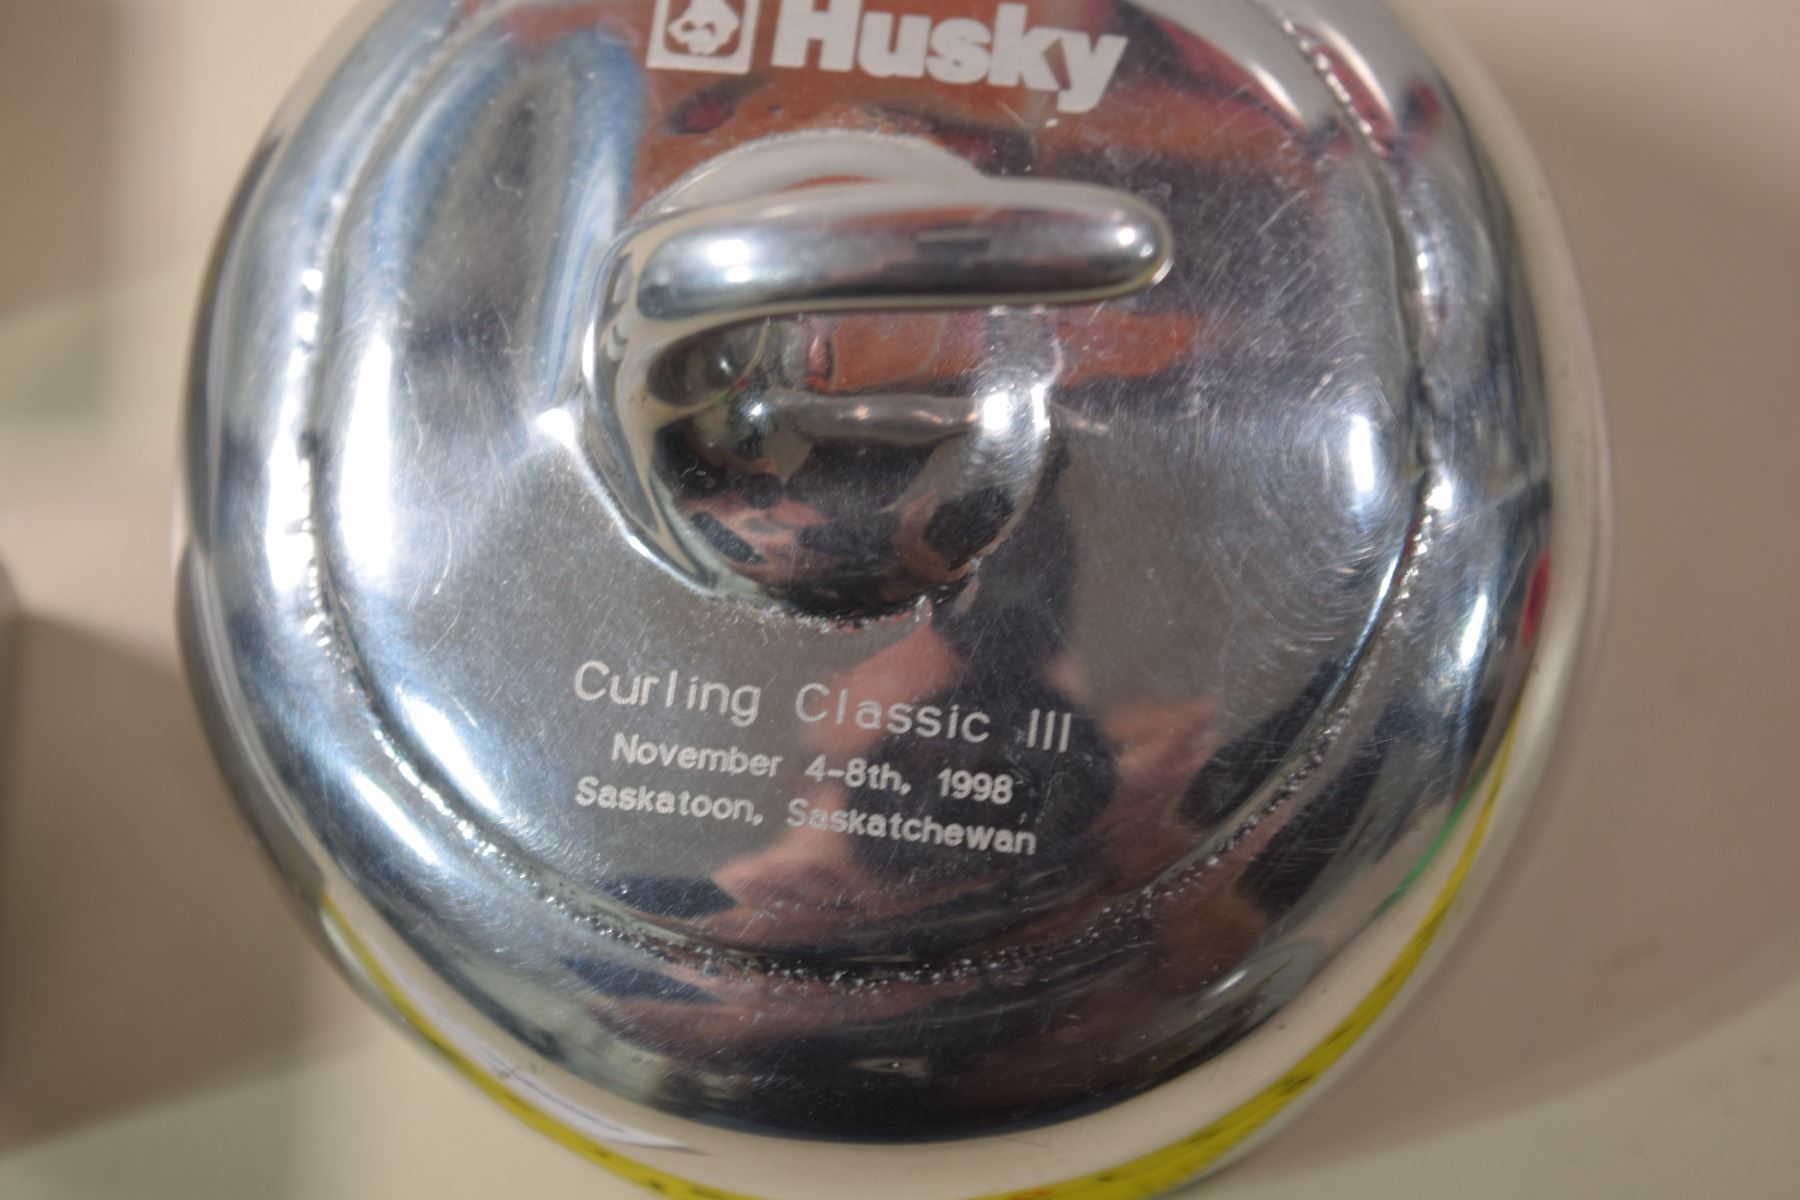 Husky
Curling Classic III
November 4-8th, 1998
Saskatoon, Saskatchewan